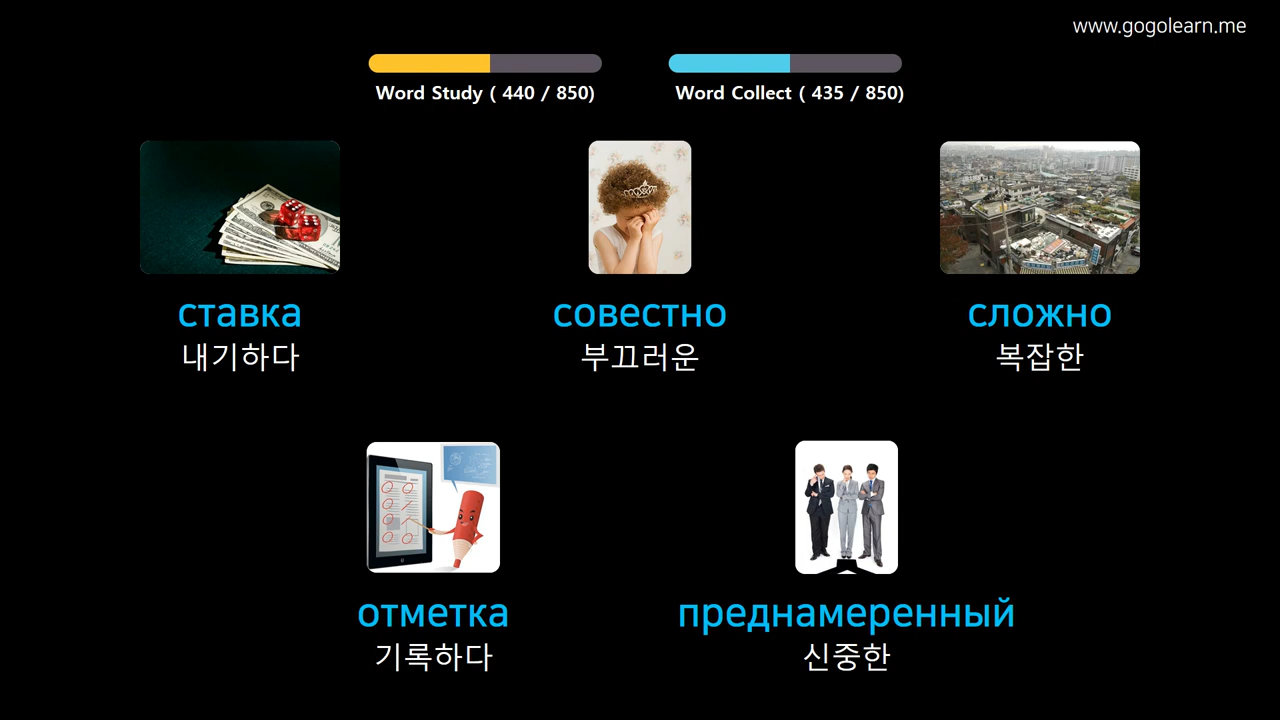 www.gogolearn.me
Word Study ( 440 / 850)
Word Collect ( 435 / 850)
ставка
내기하다
совестно
부끄러운
сложно
복잡한
отметка
기록하다
преднамеренный
신중한